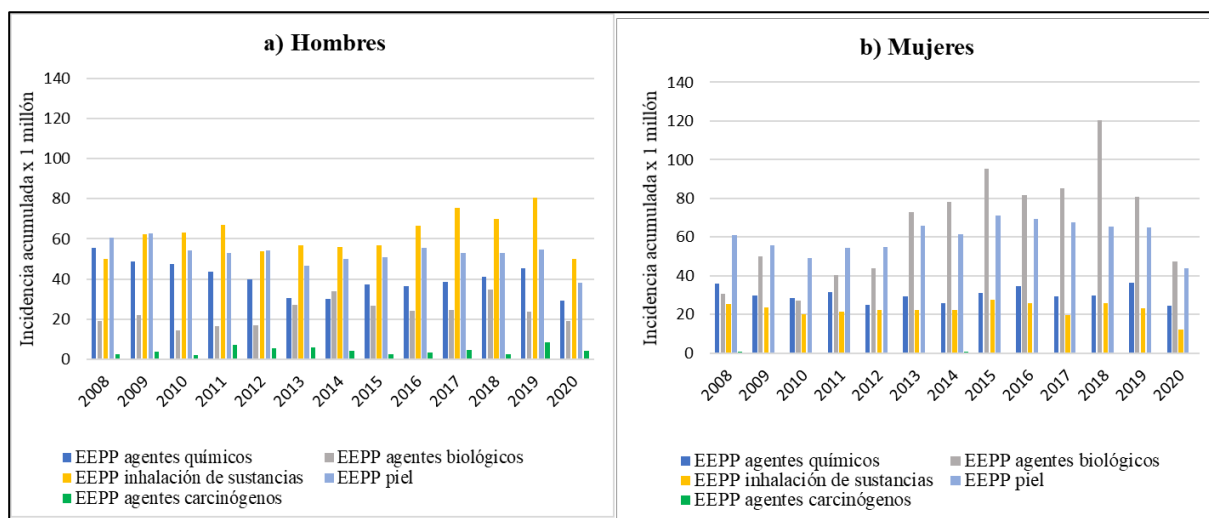 a) Hombres
Incidencia acumulada x 1 millón
140
120
100
80
60
40
20
0
2008 2009 2010 2011 2012 2013 2014 2015 2016 2017 2018 2019 2020
EEPP agentes químicos EEPP agentes biológicos
EEPP inhalación de sustancias EEPP piel
EEPP agentes carcinógenos
b) Mujeres
Incidencia acumulada x 1 millón
140
120
100
80
60
40
20
0
2008 2009 2010 2011 2012 2013 2014 2015 2016 2017 2018 2019 2020
EEPP agentes químicos EEPP agentes biológicos
EEPP inhalación de sustancias EEPP piel
EEPP agentes carcinógenos